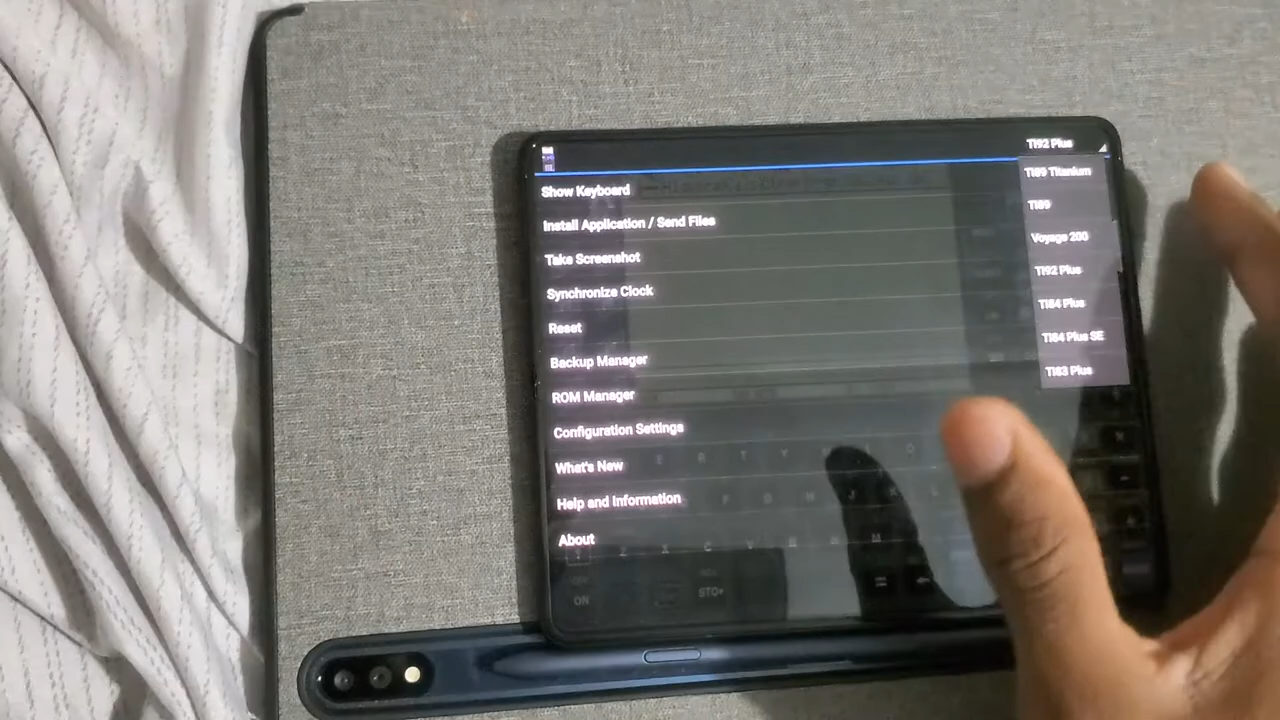 TI92 Plus
TI89 Titanium
Show Keyboard
TI89
Install Application / Send Files
Voyage 200
Take Screenshot
TI92 Plus
Synchronize Clock
TI84 Plus
Reset
TI84 Plus SE
Backup Manager
TI83 Plus
ROM Manager
Configuration Settings
What's New
E R T Y O
Help and Information
F G H J K L
About
Z X C V B N M
ON
STO▸